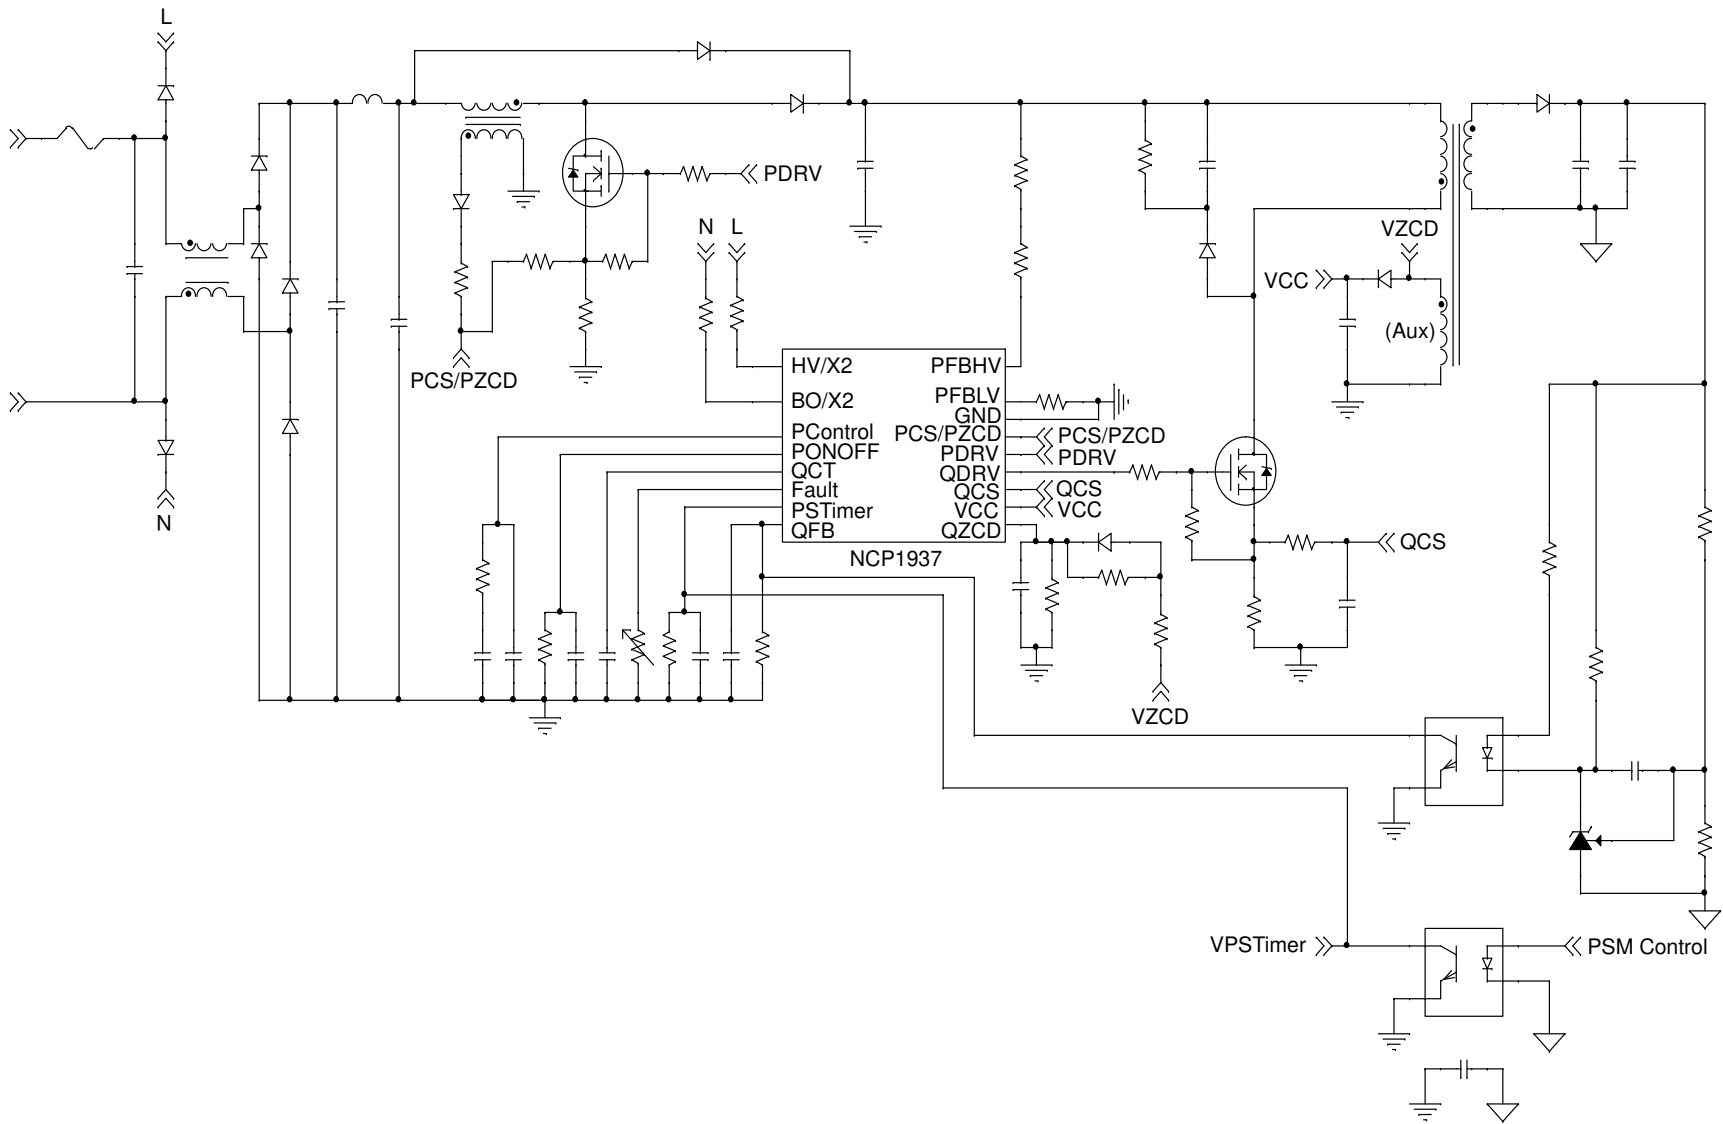 L
PDRV
N L
VZCD
VCC
(Aux)
PCS/PZCD
HV/X2
BO/X2
PControl
PONOFF
QCT
Fault
PSTimer
QFB
PFBHV
PFBLV
GND
PCS/PZCD
PDRV
QDRV
QCS
VCC
QZCD
PCS/PZCD
PDRV
QCS
VCC
NCP1937
N
QCS
VZCD
VPSTimer
PSM Control